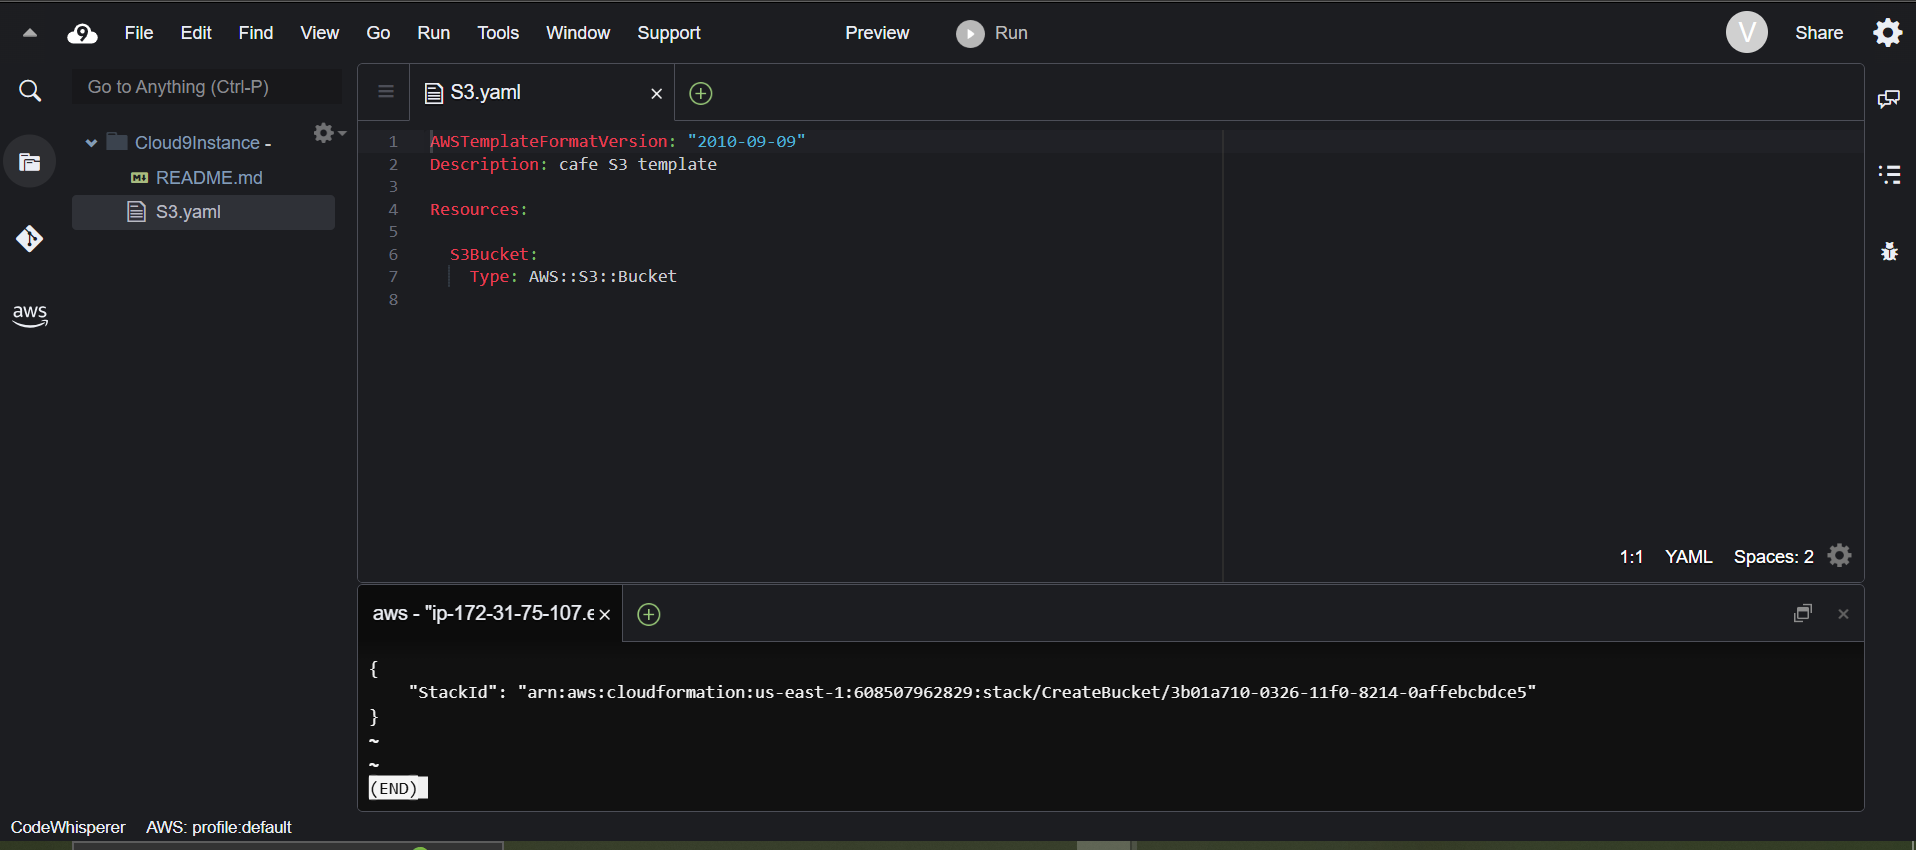 9 File Edit Find View Go Run Tools Window Support Preview Run V Share
Go to Anything (Ctrl-P)
Cloud9Instance -
README.md
S3.yaml
aws
S3.yaml
1 AWSTemplateFormatVersion: "2010-09-09"
2 Description: cafe S3 template
3
4 Resources:
5
6 S3Bucket:
7 Type: AWS::S3::Bucket
8
1:1 YAML Spaces: 2
aws - "ip-172-31-75-107.e
{
"StackId": "arn:aws:cloudformation:us-east-1:608507962829:stack/CreateBucket/3b01a710-0326-11f0-8214-0affebcbdce5"
}
~
~
(END)
CodeWhisperer AWS: profile:default